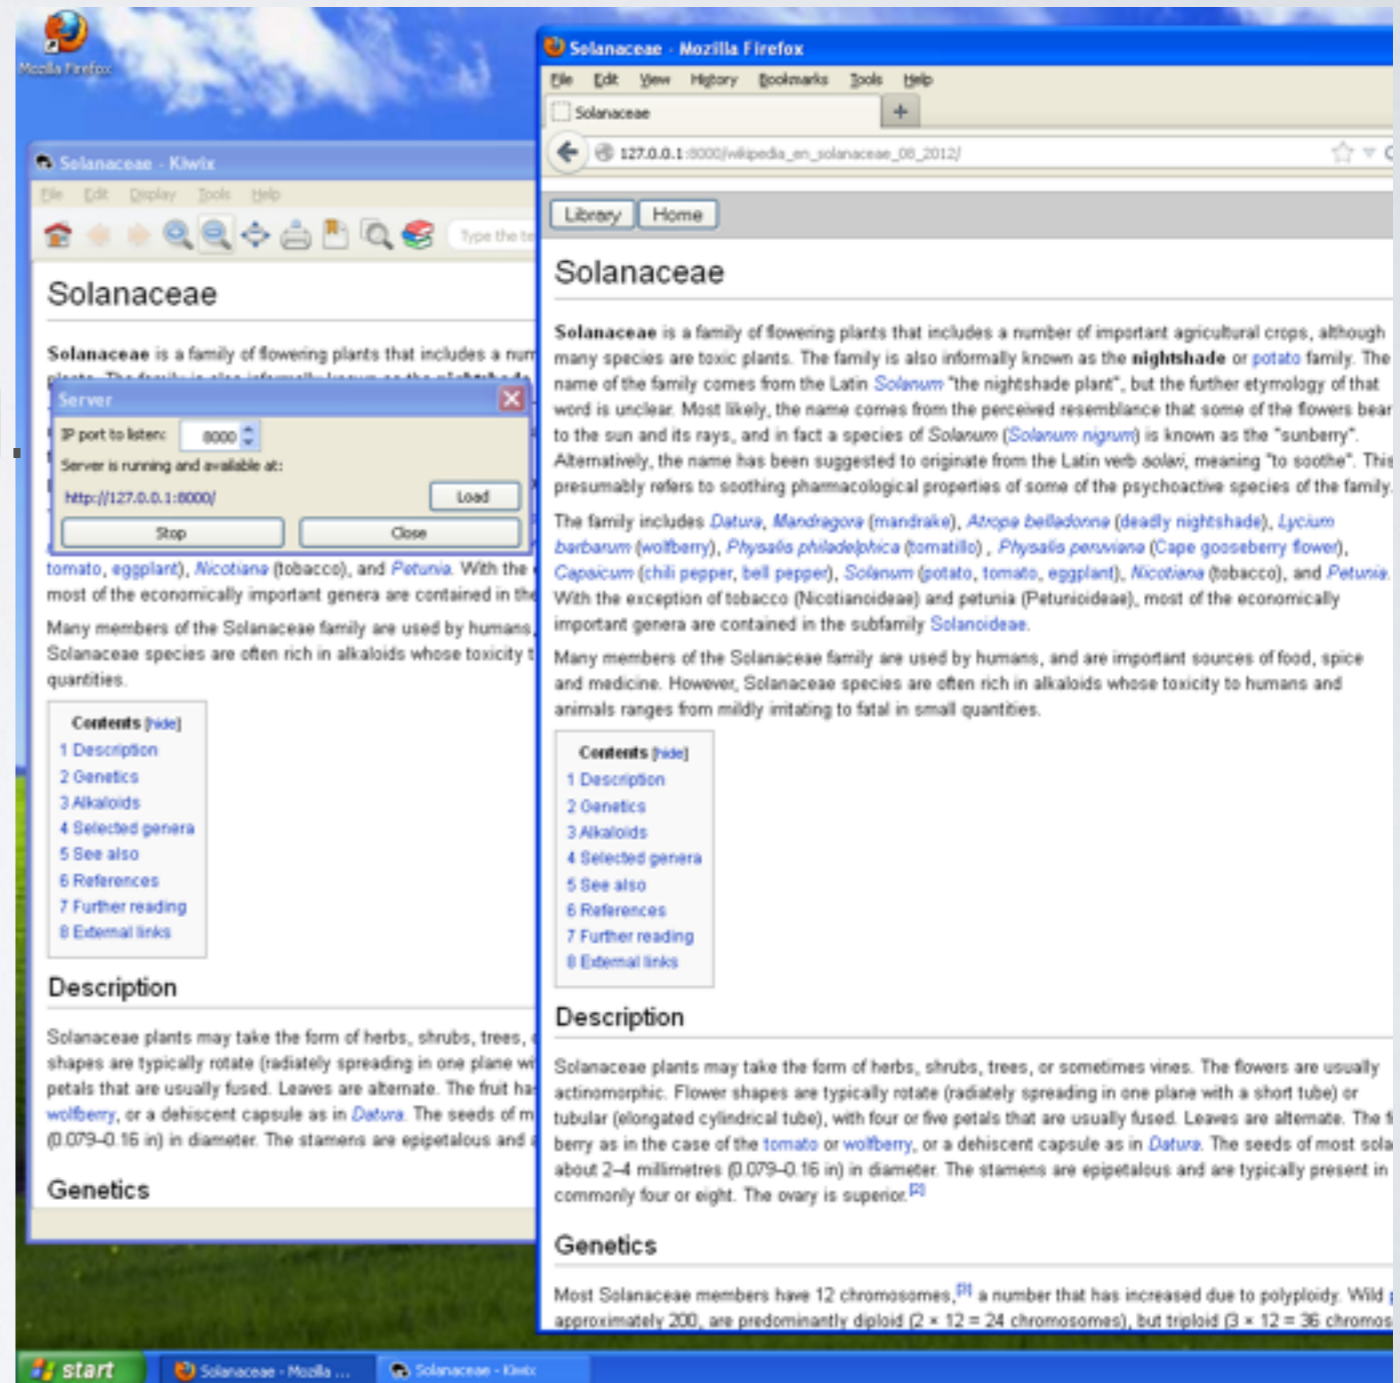 Mozilla Firefox
Solanaceae - Kiwix
File Edit Display Tools Help
Type the te
Solanaceae
Solanaceae is a family of flowering plants that includes a num
Server
IP port to listen: 8000
Server is running and available at:
http://127.0.0.1:8000/
Load
Stop Close
tomato, eggplant), Nicotiana (tobacco), and Petunia. With the
most of the economically important genera are contained in the
Many members of the Solanaceae family are used by humans,
Solanaceae species are often rich in alkaloids whose toxicity t
quantities.
Contents [hide]
1 Description
2 Genetics
3 Alkaloids
4 Selected genera
5 See also
6 References
7 Further reading
8 External links
Description
Solanaceae plants may take the form of herbs, shrubs, trees,
shapes are typically rotate (radiately spreading in one plane wi
petals that are usually fused. Leaves are alternate. The fruit ha
wolfberry, or a dehiscent capsule as in Datura. The seeds of m
(0.079–0.16 in) in diameter. The stamens are epipetalous and a
Genetics
Solanaceae - Mozilla Firefox
File Edit View History Bookmarks Tools Help
Solanaceae
127.0.0.1:8000/wikipedia_en_solanaceae_08_2012/
Library Home
Solanaceae
Solanaceae is a family of flowering plants that includes a number of important agricultural crops, although
many species are toxic plants. The family is also informally known as the nightshade or potato family. The
name of the family comes from the Latin Solanum "the nightshade plant", but the further etymology of that
word is unclear. Most likely, the name comes from the perceived resemblance that some of the flowers bear
to the sun and its rays, and in fact a species of Solanum (Solanum nigrum) is known as the "sunberry".
Alternatively, the name has been suggested to originate from the Latin verb solari, meaning "to soothe". This
presumably refers to soothing pharmacological properties of some of the psychoactive species of the family.
The family includes Datura, Mandragora (mandrake), Atropa belladonna (deadly nightshade), Lycium
barbarum (wolfberry), Physalis philadelphica (tomatillo) , Physalis peruviana (Cape gooseberry flower),
Capsicum (chili pepper, bell pepper), Solanum (potato, tomato, eggplant), Nicotiana (tobacco), and Petunia.
With the exception of tobacco (Nicotianoideae) and petunia (Petunioideae), most of the economically
important genera are contained in the subfamily Solanoideae.
Many members of the Solanaceae family are used by humans, and are important sources of food, spice
and medicine. However, Solanaceae species are often rich in alkaloids whose toxicity to humans and
animals ranges from mildly irritating to fatal in small quantities.
Contents [hide]
1 Description
2 Genetics
3 Alkaloids
4 Selected genera
5 See also
6 References
7 Further reading
8 External links
Description
Solanaceae plants may take the form of herbs, shrubs, trees, or sometimes vines. The flowers are usually
actinomorphic. Flower shapes are typically rotate (radiately spreading in one plane with a short tube) or
tubular (elongated cylindrical tube), with four or five petals that are usually fused. Leaves are alternate. The f
berry as in the case of the tomato or wolfberry, or a dehiscent capsule as in Datura. The seeds of most sola
about 2–4 millimetres (0.079–0.16 in) in diameter. The stamens are epipetalous and are typically present in
commonly four or eight. The ovary is superior.[2]
Genetics
Most Solanaceae members have 12 chromosomes,[3] a number that has increased due to polyploidy. Wild p
approximately 200, are predominantly diploid (2 × 12 = 24 chromosomes), but triploid (3 × 12 = 36 chromos
start Solanaceae - Mozilla ... Solanaceae - Kiwix